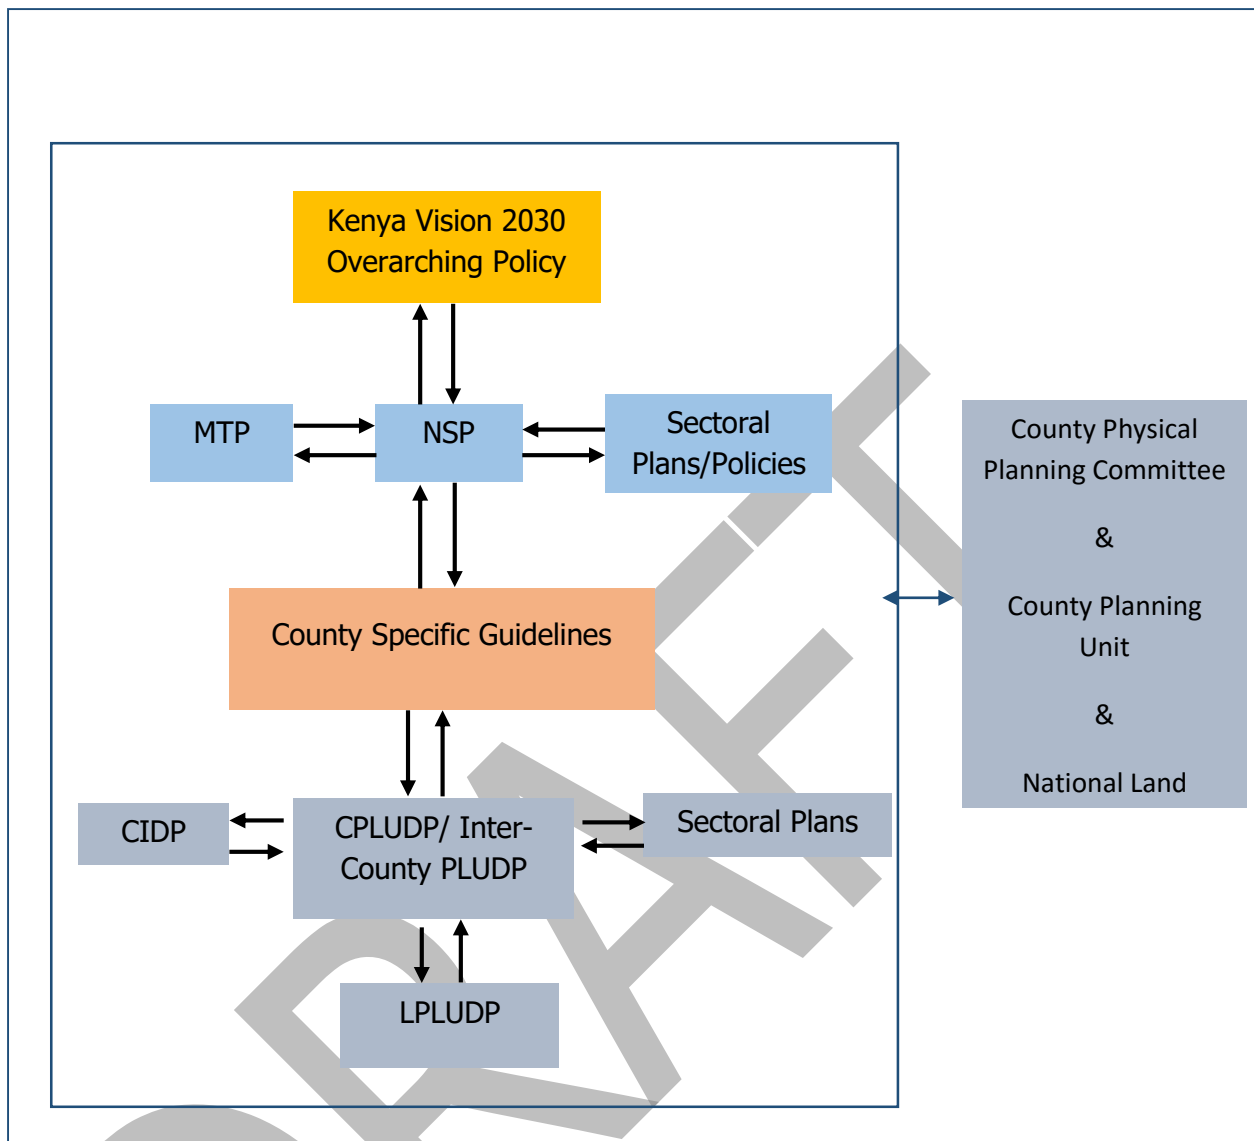 Kenya Vision 2030
Overarching Policy
MTP
NSP
Sectoral
Plans/Policies
County Specific Guidelines
CIDP
CPLUDP/ Inter-
County PLUDP
Sectoral Plans
LPLUDP
County Physical
Planning Committee
&
County Planning
Unit
&
National Land
DRAFT